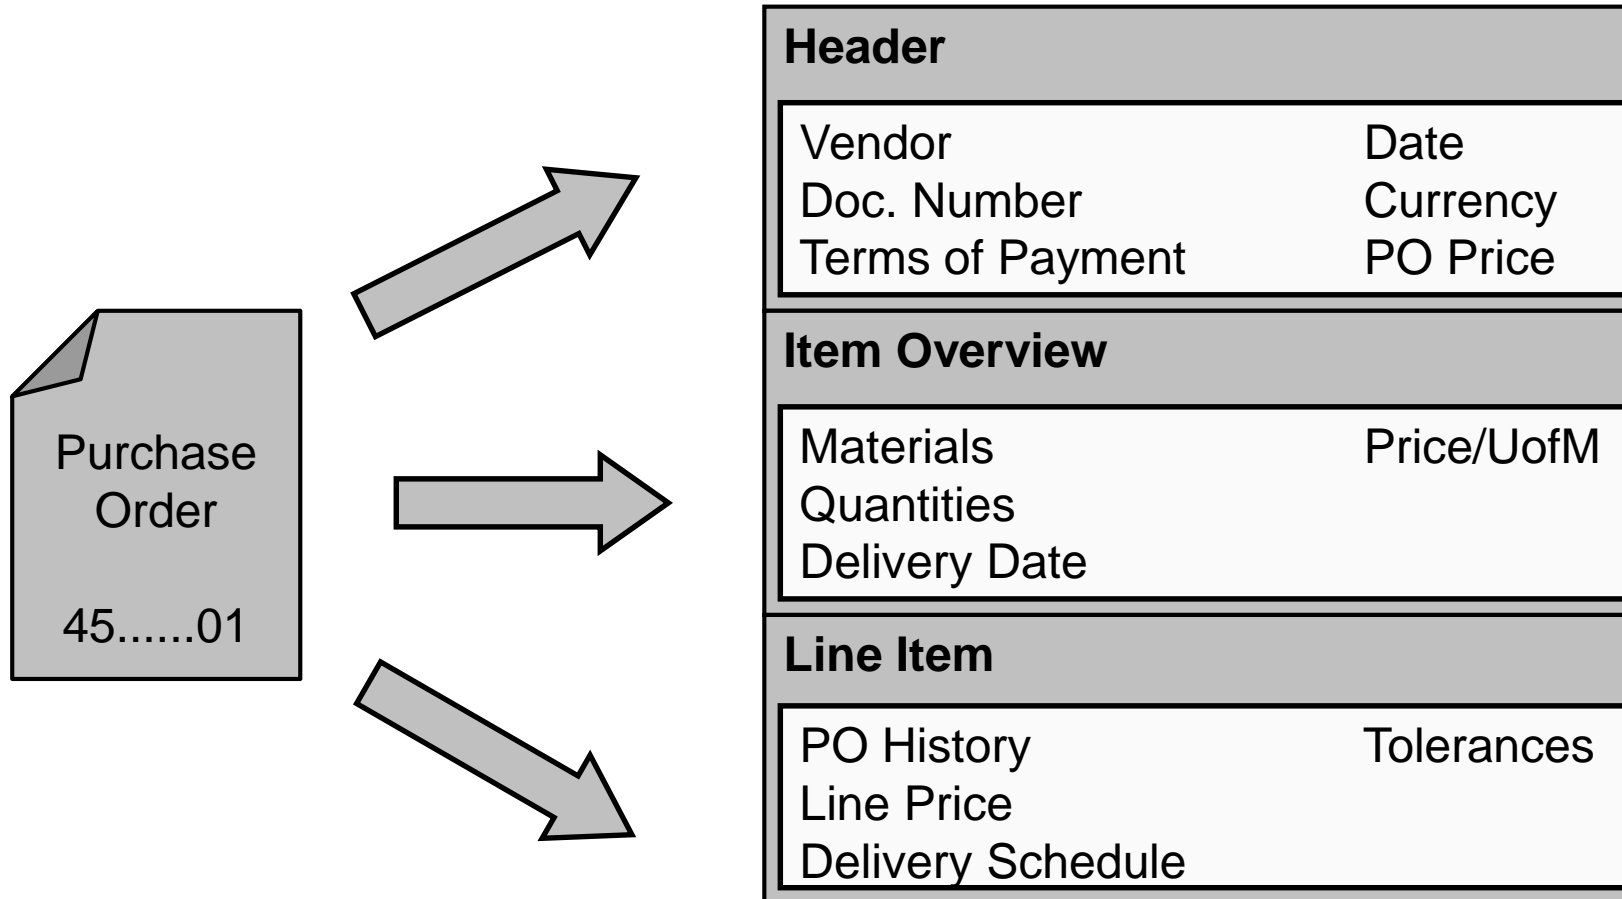 Purchase
Order
45......01
Header
Vendor Date
Doc. Number Currency
Terms of Payment PO Price
Item Overview
Materials Price/UofM
Quantities
Delivery Date
Line Item
PO History Tolerances
Line Price
Delivery Schedule